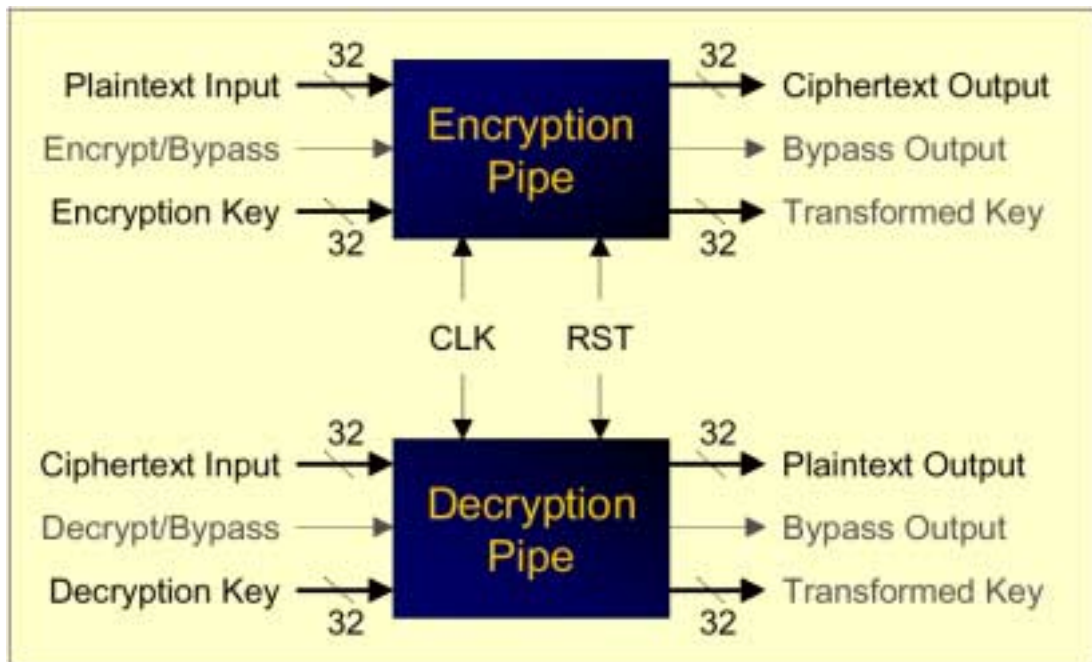 32
32
Plaintext Input
Ciphertext Output
Encrypt/Bypass
Encryption
Pipe
Bypass Output
Encryption Key
Transformed Key
32
32
CLK
RST
32
32
Ciphertext Input
Plaintext Output
Decrypt/Bypass
Decryption
Pipe
Bypass Output
Decryption Key
Transformed Key
32
32